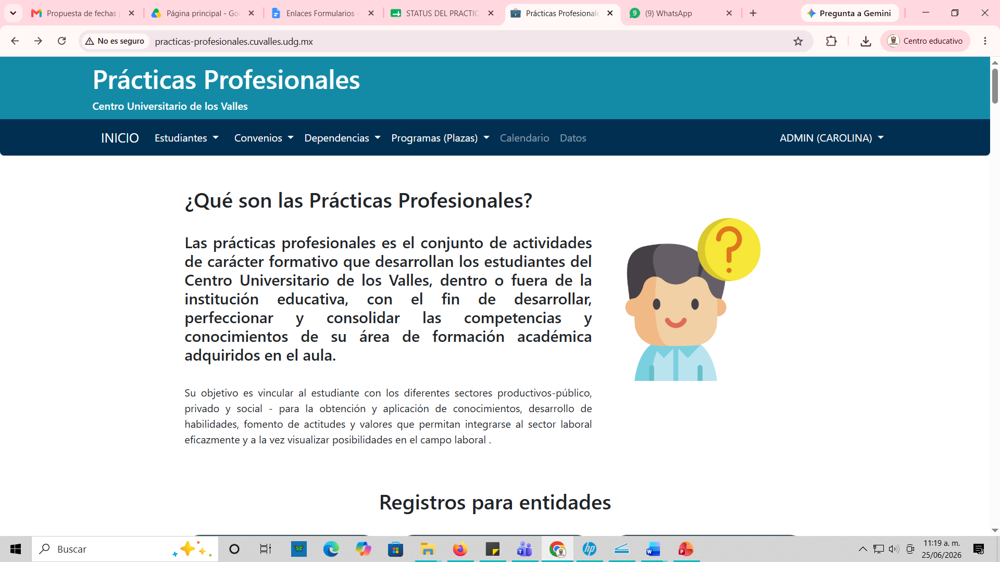 Propuesta de fechas p
Página principal - Goo
Enlaces Formularios -
STATUS DEL PRACTIC
Prácticas Profesionale
(9) WhatsApp
Pregunta a Gemini
No es seguro
practicas-profesionales.cuvalles.udg.mx
Centro educativo
Prácticas Profesionales
Centro Universitario de los Valles
INICIO
Estudiantes
Convenios
Dependencias
Programas (Plazas)
Calendario
Datos
ADMIN (CAROLINA)
¿Qué son las Prácticas Profesionales?
Las prácticas profesionales es el conjunto de actividades
de carácter formativo que desarrollan los estudiantes del
Centro Universitario de los Valles, dentro o fuera de la
institución educativa, con el fin de desarrollar,
perfeccionar y consolidar las competencias y
conocimientos de su área de formación académica
adquiridos en el aula.
Su objetivo es vincular al estudiante con los diferentes sectores productivos-público,
privado y social - para la obtención y aplicación de conocimientos, desarrollo de
habilidades, fomento de actitudes y valores que permitan integrarse al sector laboral
eficazmente y a la vez visualizar posibilidades en el campo laboral .
Registros para entidades
Buscar
11:19 a. m.
25/06/2026